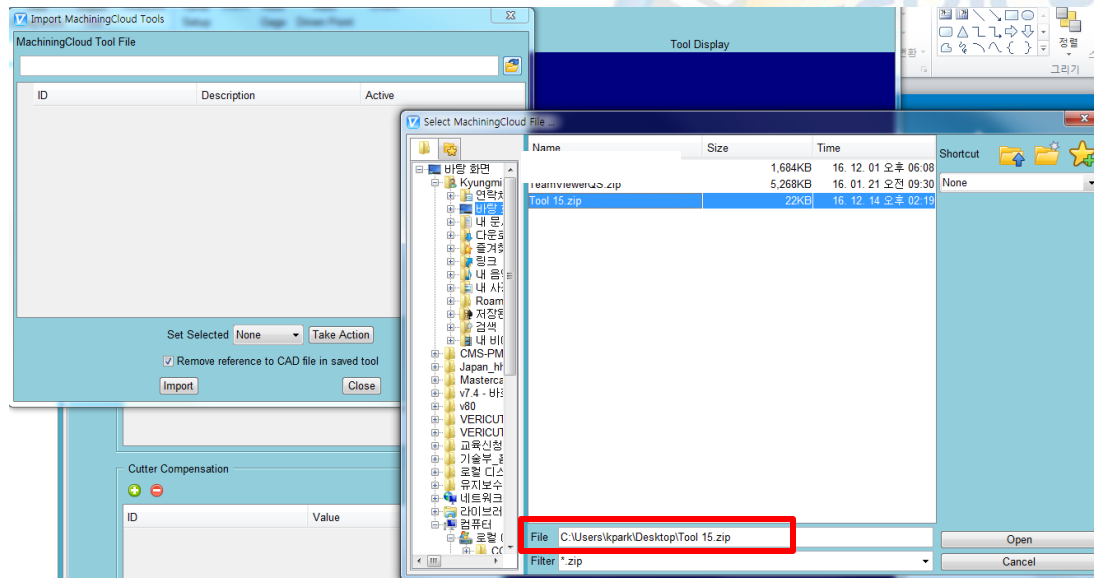 Import MachiningCloud Tools
MachiningCloud Tool File
ID Description Active
Set Selected None Take Action
Remove reference to CAD file in saved tool
Import Close
Cutter Compensation
ID Value
Tool Display
정렬
그리기
Select MachiningCloud File ...
Name Size Time
1,684KB 16. 12. 01 오후 06:08
TeamViewerQS.zip 5,268KB 16. 01. 21 오전 09:30
Tool 15.zip 22KB 16. 12. 14 오후 02:19
Shortcut
None
바탕 화면
Kyungmi
연락처
바탕
내 문
다운로
즐겨찾
링크
내 음
내 사
Roam
저장된
검색
내 비
CMS-PM
Japan_
Masterca
v7.4 - 바
v80
VERICUT
VERICUT
교육신청
기술부_
로컬 디스
유지보수
네트워크
라이브러
컴퓨터
로컬
File C:\Users\kpark\Desktop\Tool 15.zip
Filter *.zip
Open
Cancel